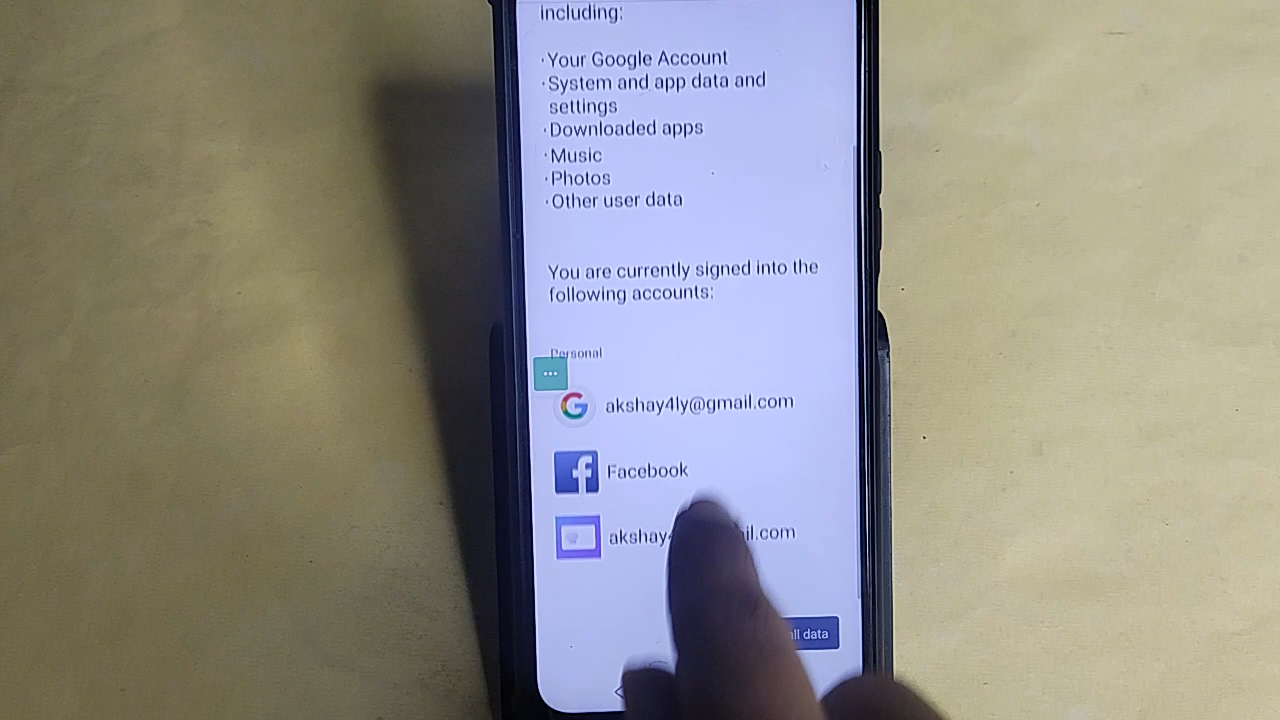 including:
·Your Google Account
·System and app data and
settings
·Downloaded apps
·Music
·Photos
·Other user data
You are currently signed into the
following accounts:
Personal
akshay4ly@gmail.com
Facebook
data